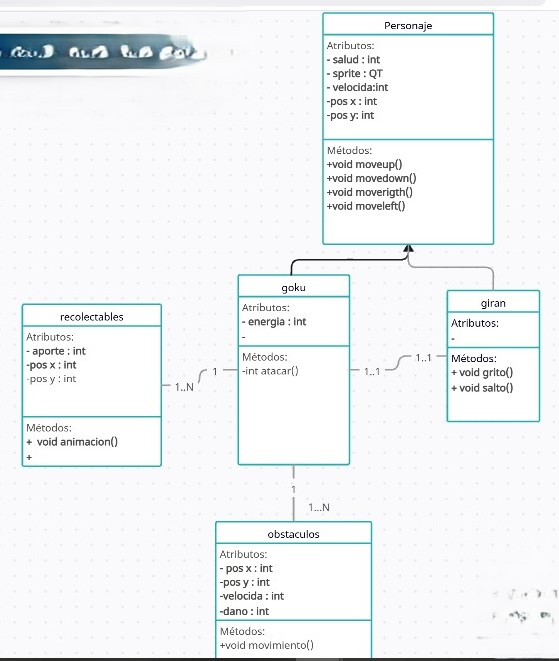 Personaje
Atributos:
- salud : int
- sprite : QT
- velocida:int
-pos x : int
-pos y: int
Métodos:
+void moveup()
+void movedown()
+void moverigth()
+void moveleft()
goku
Atributos:
- energia : int
-
Métodos:
-int atacar()
giran
Atributos:
-
Métodos:
+ void grito()
+ void salto()
recolectables
Atributos:
- aporte : int
-pos x : int
-pos y : int
Métodos:
+ void animacion()
+
1..N
1
1..1
1..1
1
1...N
obstaculos
Atributos:
- pos x : int
-pos y : int
-velocida : int
-dano : int
Métodos:
+void movimiento()